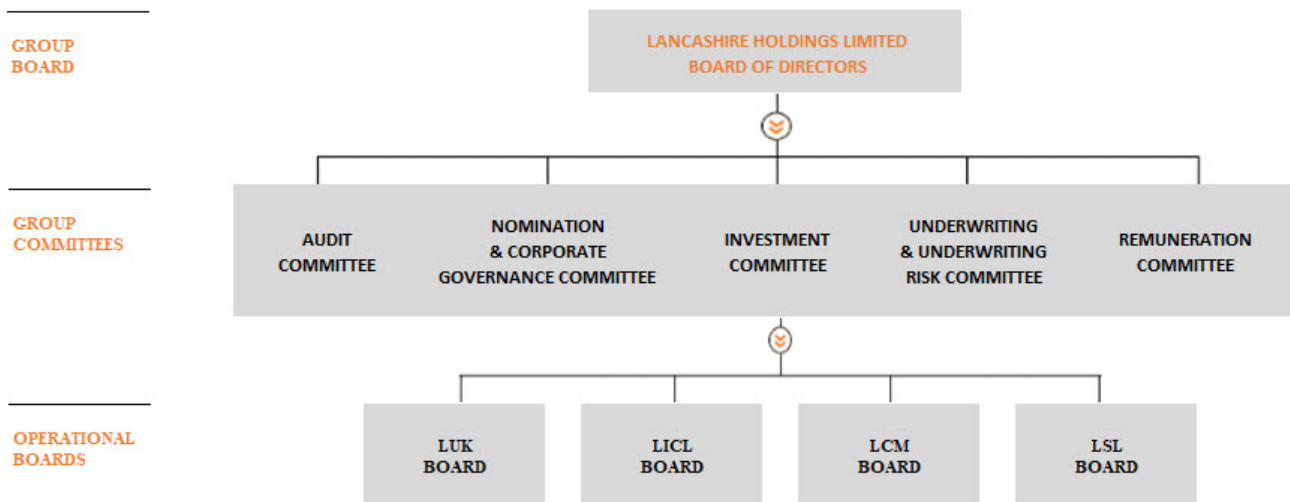 GROUP
BOARD
LANCASHIRE HOLDINGS LIMITED
BOARD OF DIRECTORS
GROUP
COMMITTEES
AUDIT
COMMITTEE
NOMINATION
& CORPORATE
GOVERNANCE COMMITTEE
INVESTMENT
COMMITTEE
UNDERWRITING
& UNDERWRITING
RISK COMMITTEE
REMUNERATION
COMMITTEE
OPERATIONAL
BOARDS
LUK
BOARD
LICL
BOARD
LCM
BOARD
LSL
BOARD